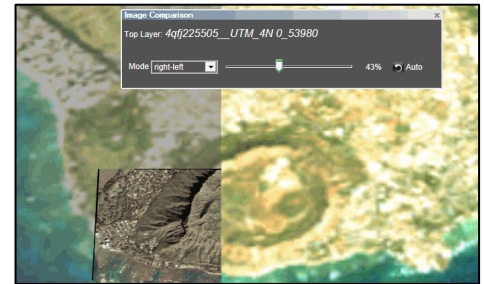 Image Comparison
Top Layer: 4qfj225505__UTM_4N 0_53980
Mode right-left 43% Auto